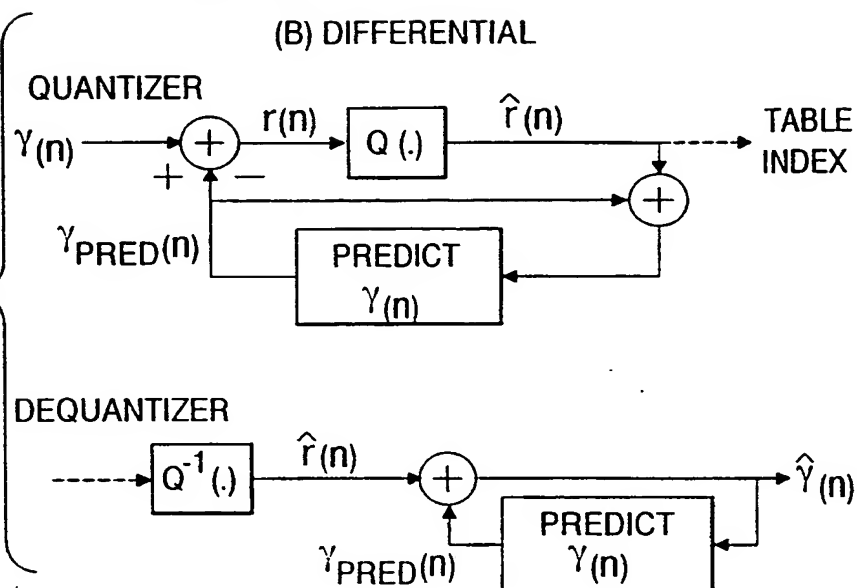 (B) DIFFERENTIAL
QUANTIZER
γ(n)
+
+ −
r(n)
Q (.)
r̂(n)
TABLE
INDEX
+
γPRED(n)
PREDICT
γ(n)
DEQUANTIZER
Q⁻¹(.)
r̂(n)
+
γ̂(n)
γPRED(n)
PREDICT
γ(n)